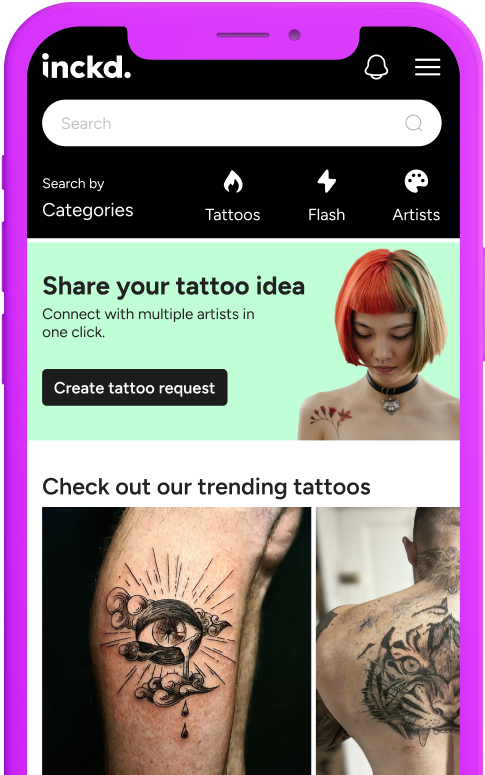 inckd.
Search
Search by
Categories
Tattoos
Flash
Artists
Share your tattoo idea
Connect with multiple artists in
one click.
Create tattoo request
Check out our trending tattoos